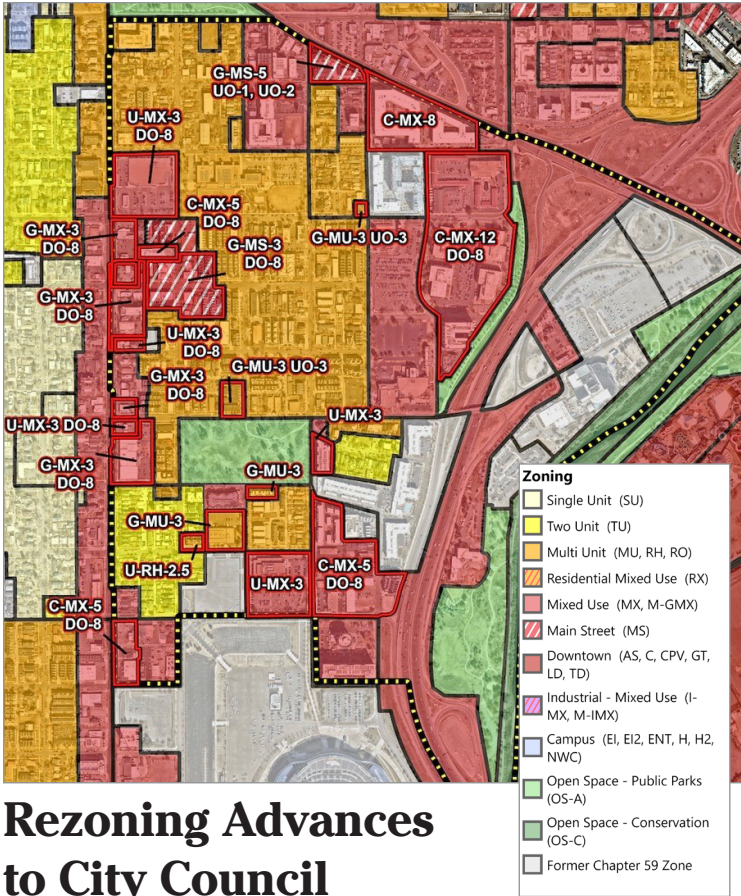 G-MS-5
UO-1, UO-2
C-MX-8
U-MX-3
DO-8
C-MX-5
DO-8
G-MX-3
DO-8
G-MS-3
DO-8
G-MU-3 UO-3
C-MX-12
DO-8
G-MX-3
DO-8
U-MX-3
DO-8
G-MU-3 UO-3
G-MX-3
DO-8
U-MX-3
U-MX-3 DO-8
G-MX-3
DO-8
G-MU-3
G-MU-3
U-RH-2.5
U-MX-3
C-MX-5
DO-8
C-MX-5
DO-8
Zoning
Single Unit (SU)
Two Unit (TU)
Multi Unit (MU, RH, RO)
Residential Mixed Use (RX)
Mixed Use (MX, M-GMX)
Main Street (MS)
Downtown (AS, C, CPV, GT,
LD, TD)
Industrial - Mixed Use (I-
MX, M-IMX)
Campus (EI, EI2, ENT, H, H2,
NWC)
Open Space - Public Parks
(OS-A)
Open Space - Conservation
(OS-C)
Former Chapter 59 Zone
Rezoning Advances
to City Council